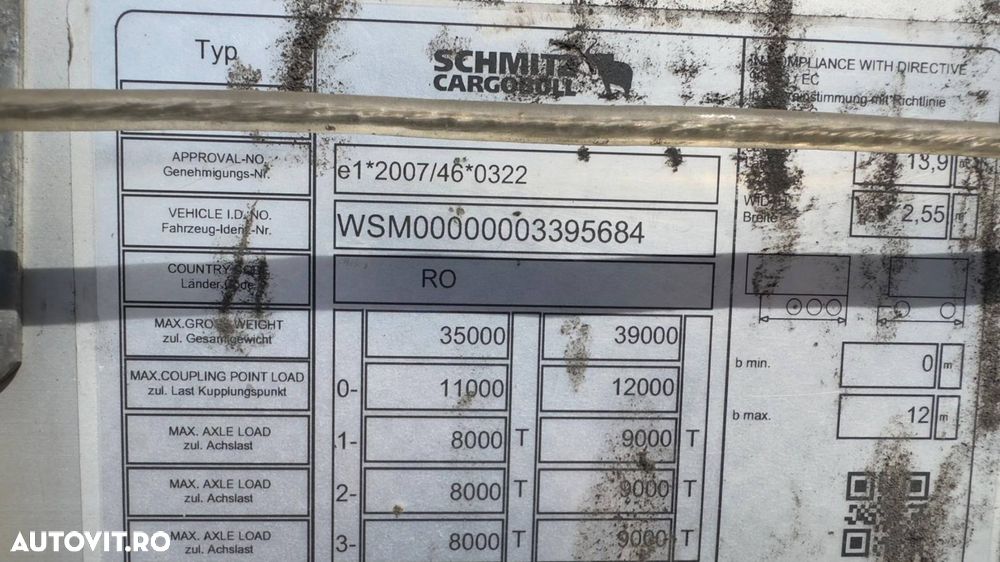 Typ
SCHMITZ
CARGOBULL
COMPLIANCE WITH DIRECTIVE
/ EC
mit Richtlinie
APPROVAL-NO.
Genehmigungs-Nr.
e1*2007/46*0322
13,9
VEHICLE I.D. NO.
Fahrzeug-Ident.-Nr.
WSM00000003395684
Breite
2,55
COUNTRY CODE
Länder Code
RO
MAX.GROSS WEIGHT
zul. Gesamtgewicht
35000
39000
b min.
0 m
MAX.COUPLING POINT LOAD
zul. Last Kupplungspunkt
0-
11000
12000
b max.
12 m
MAX. AXLE LOAD
zul. Achslast
1-
8000 T
9000 T
MAX. AXLE LOAD
zul. Achslast
2-
8000 T
9000 T
MAX. AXLE LOAD
zul. Achslast
3-
8000 T
9000 T
AUTOVIT.RO